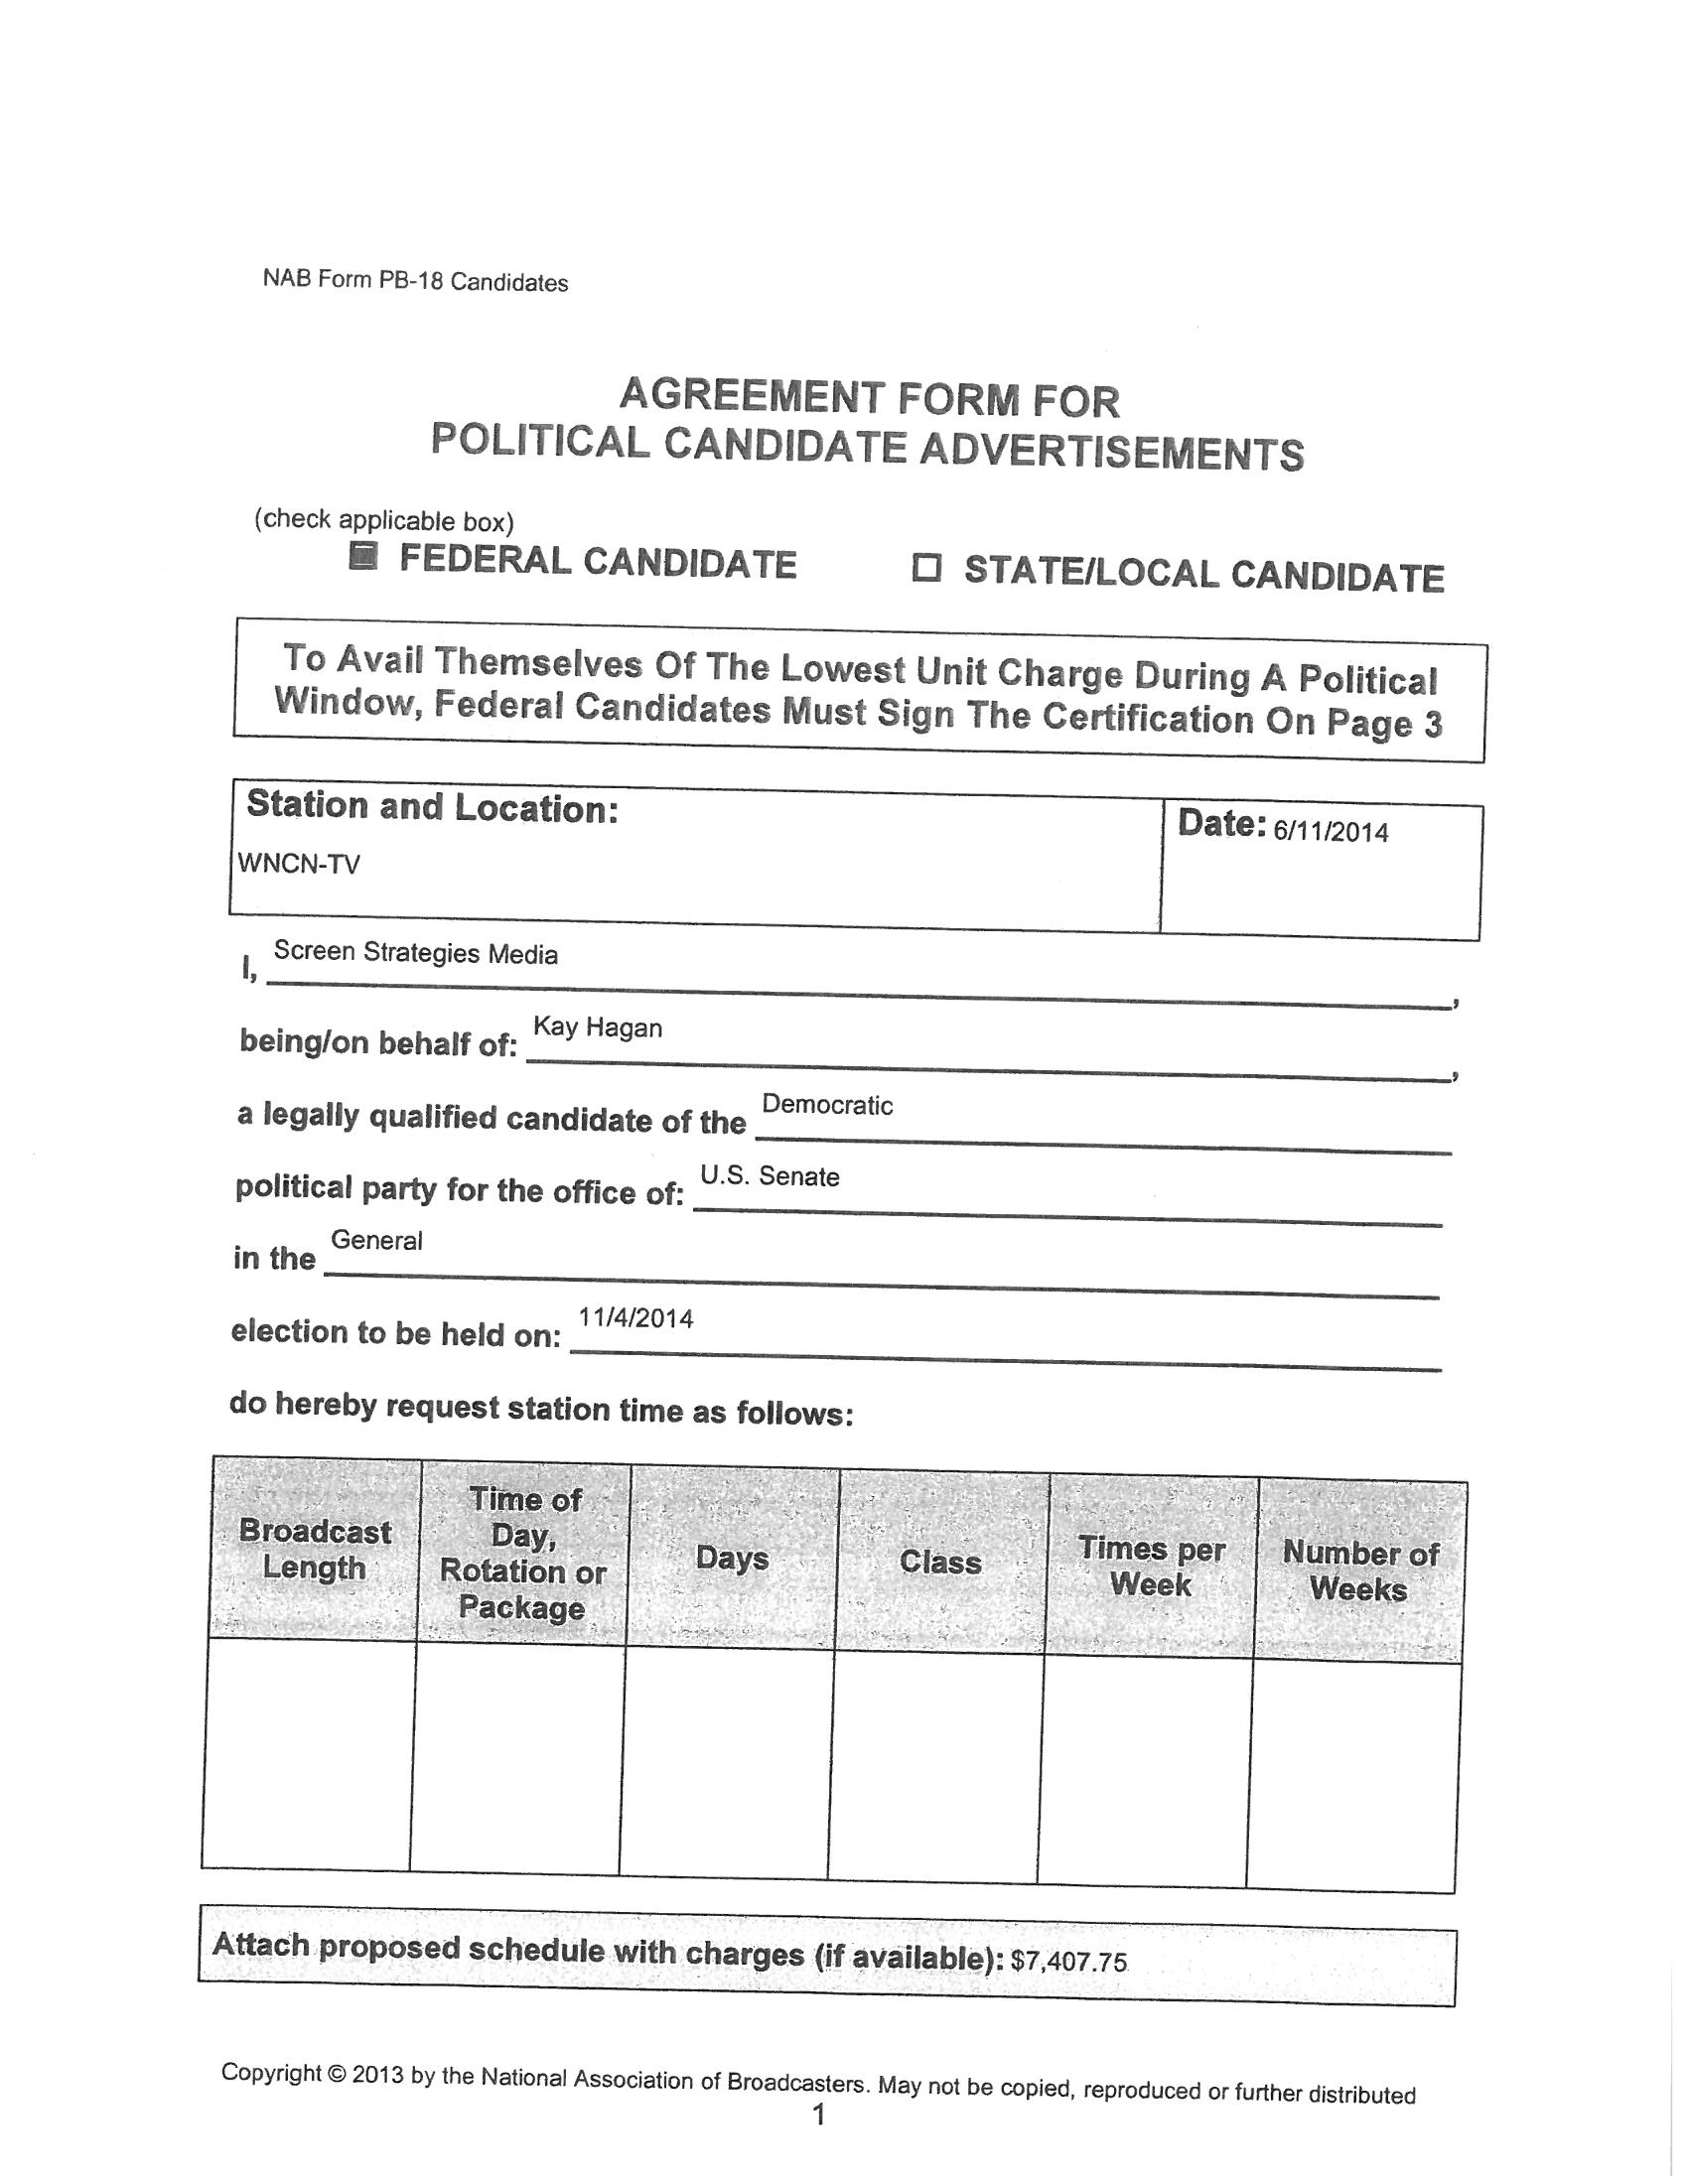 NAB Form PB-18 Candidates
AGREEMENT FORM FOR
POLITICAL CANDIDATE ADVERTISEMENTS
(check applicable box)
FEDERAL CANDIDATE STATE/LOCAL CANDIDATE
To Avail Themselves Of The Lowest Unit Charge During A Political
Window, Federal Candidates Must Sign The Certification On Page 3
Station and Location: Date: 6/11/2014
WNCN-TV
I, Screen Strategies Media,
being/on behalf of: Kay Hagan,
a legally qualified candidate of the Democratic
political party for the office of: U.S. Senate
in the General
election to be held on: 11/4/2014
do hereby request station time as follows:
Broadcast
Length
Time of
Day,
Rotation or
Package
Days
Class
Times per
Week
Number of
Weeks
Attach proposed schedule with charges (if available): $7,407.75
Copyright © 2013 by the National Association of Broadcasters. May not be copied, reproduced or further distributed
1